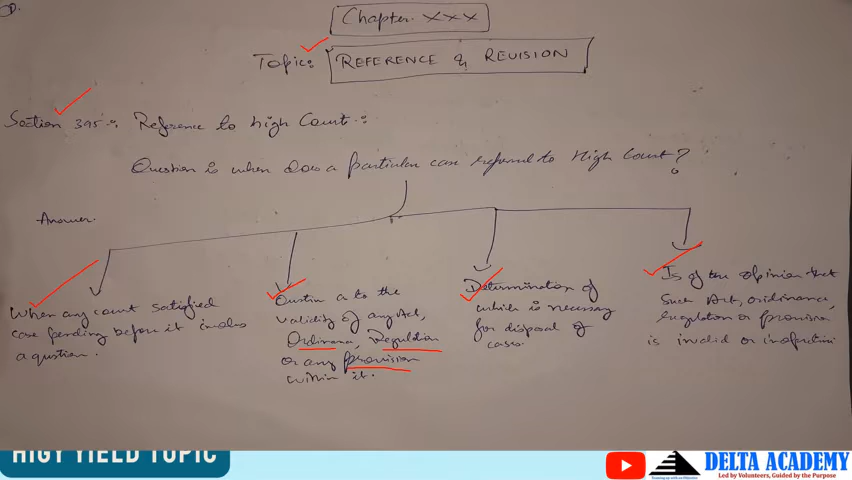 Chapter. XXX
Topic: REFERENCE & REVISION
Section 395:. Reference to High Court:
Question is when does a particular case referred to High Court?
Answer.
When any court satisfied
case pending before it involves
a question.
Question as to the
validity of any Act,
Ordinance, Regulation
or any provision
within it.
Determination of
which is necessary
for disposal of
cases.
Is of the opinion that
such Act, ordinance,
regulation or provision
is invalid or
HIGY YIELD TOPIC
DELTA ACADEMY
Led by Volunteers, Guided by the Purpose